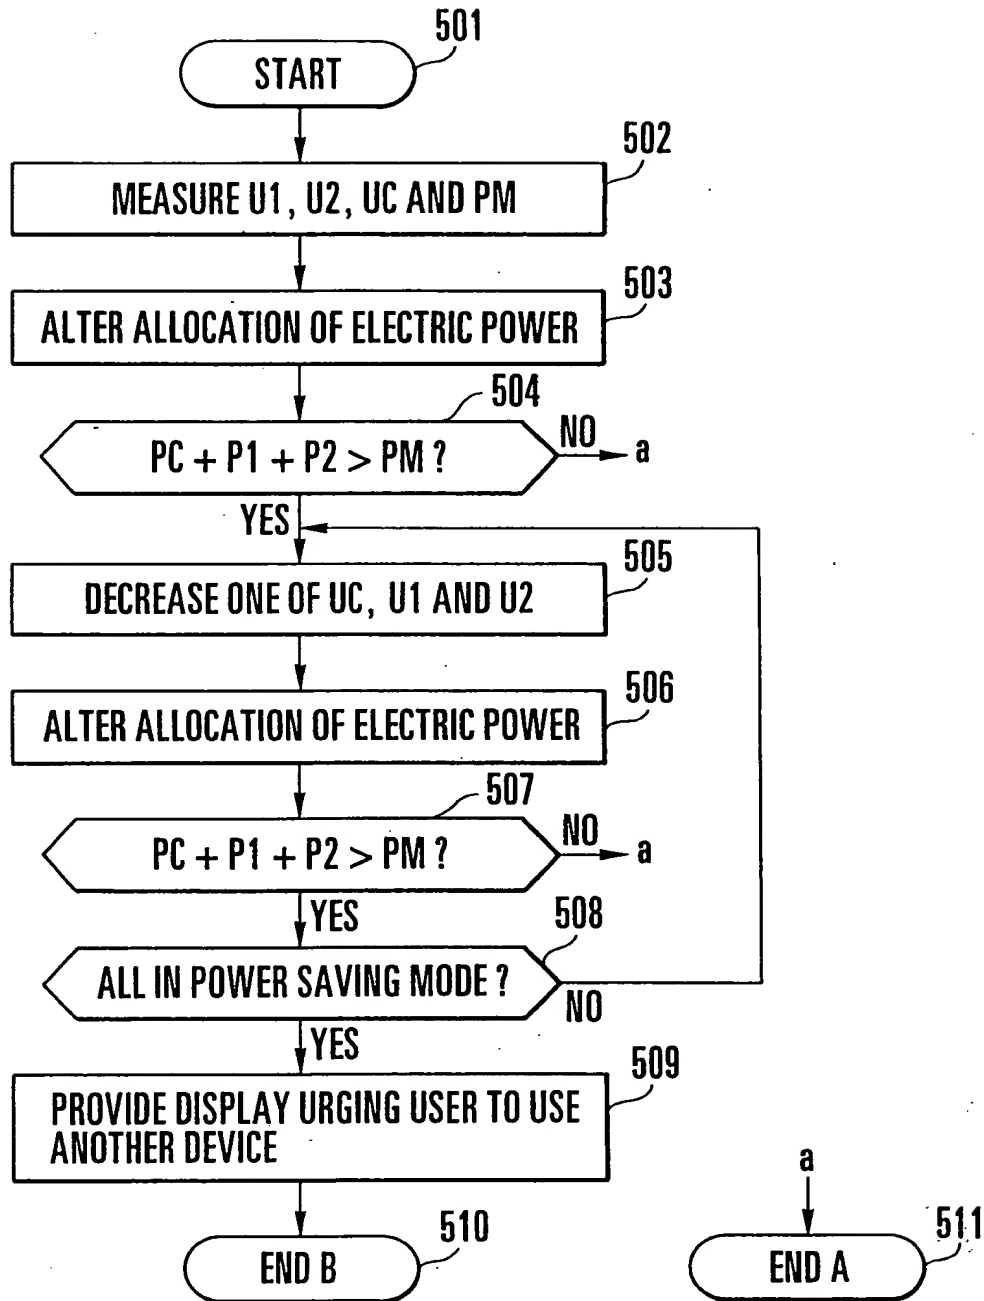 501
START
502
MEASURE U1, U2, UC AND PM
503
ALTER ALLOCATION OF ELECTRIC POWER
504
PC + P1 + P2 > PM ?
NO
a
YES
505
DECREASE ONE OF UC, U1 AND U2
506
ALTER ALLOCATION OF ELECTRIC POWER
507
PC + P1 + P2 > PM ?
NO
a
YES
508
ALL IN POWER SAVING MODE ?
NO
YES
509
PROVIDE DISPLAY URGING USER TO USE
ANOTHER DEVICE
510
END B
a
511
END A